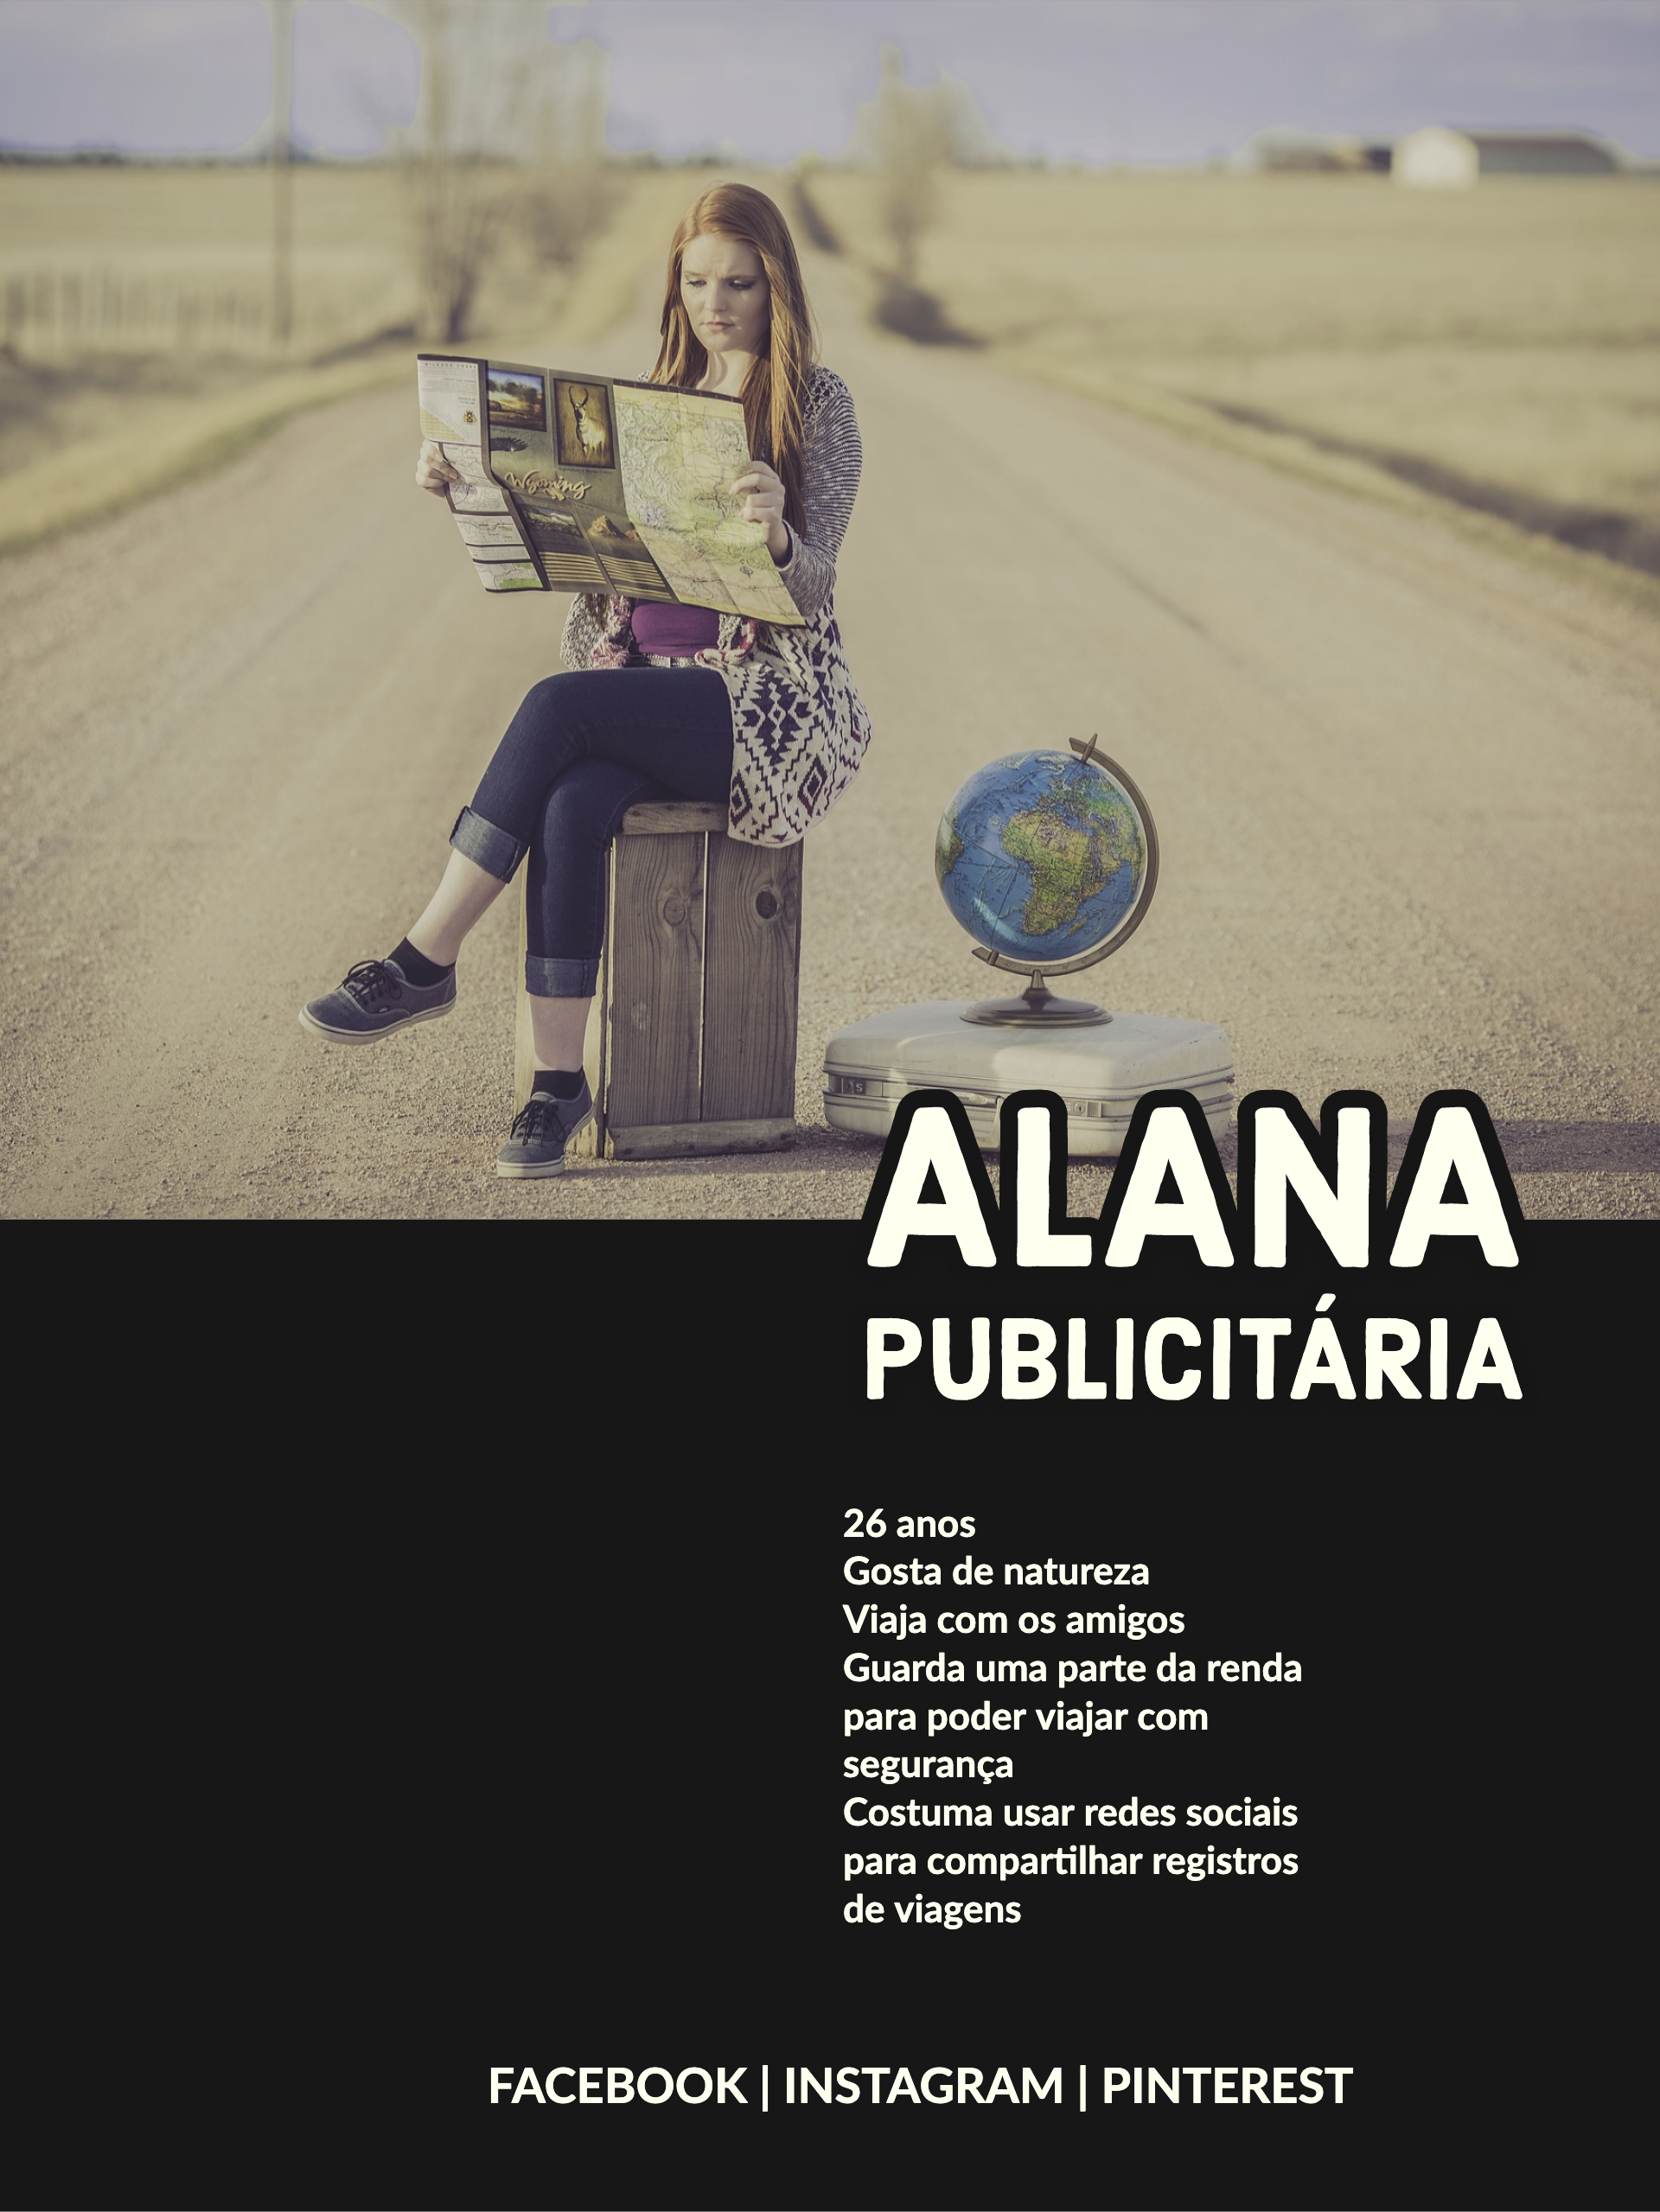 Wyoming
ALANA
PUBLICITÁRIA
26 anos
Gosta de natureza
Viaja com os amigos
Guarda uma parte da renda
para poder viajar com
segurança
Costuma usar redes sociais
para compartilhar registros
de viagens
FACEBOOK | INSTAGRAM | PINTEREST